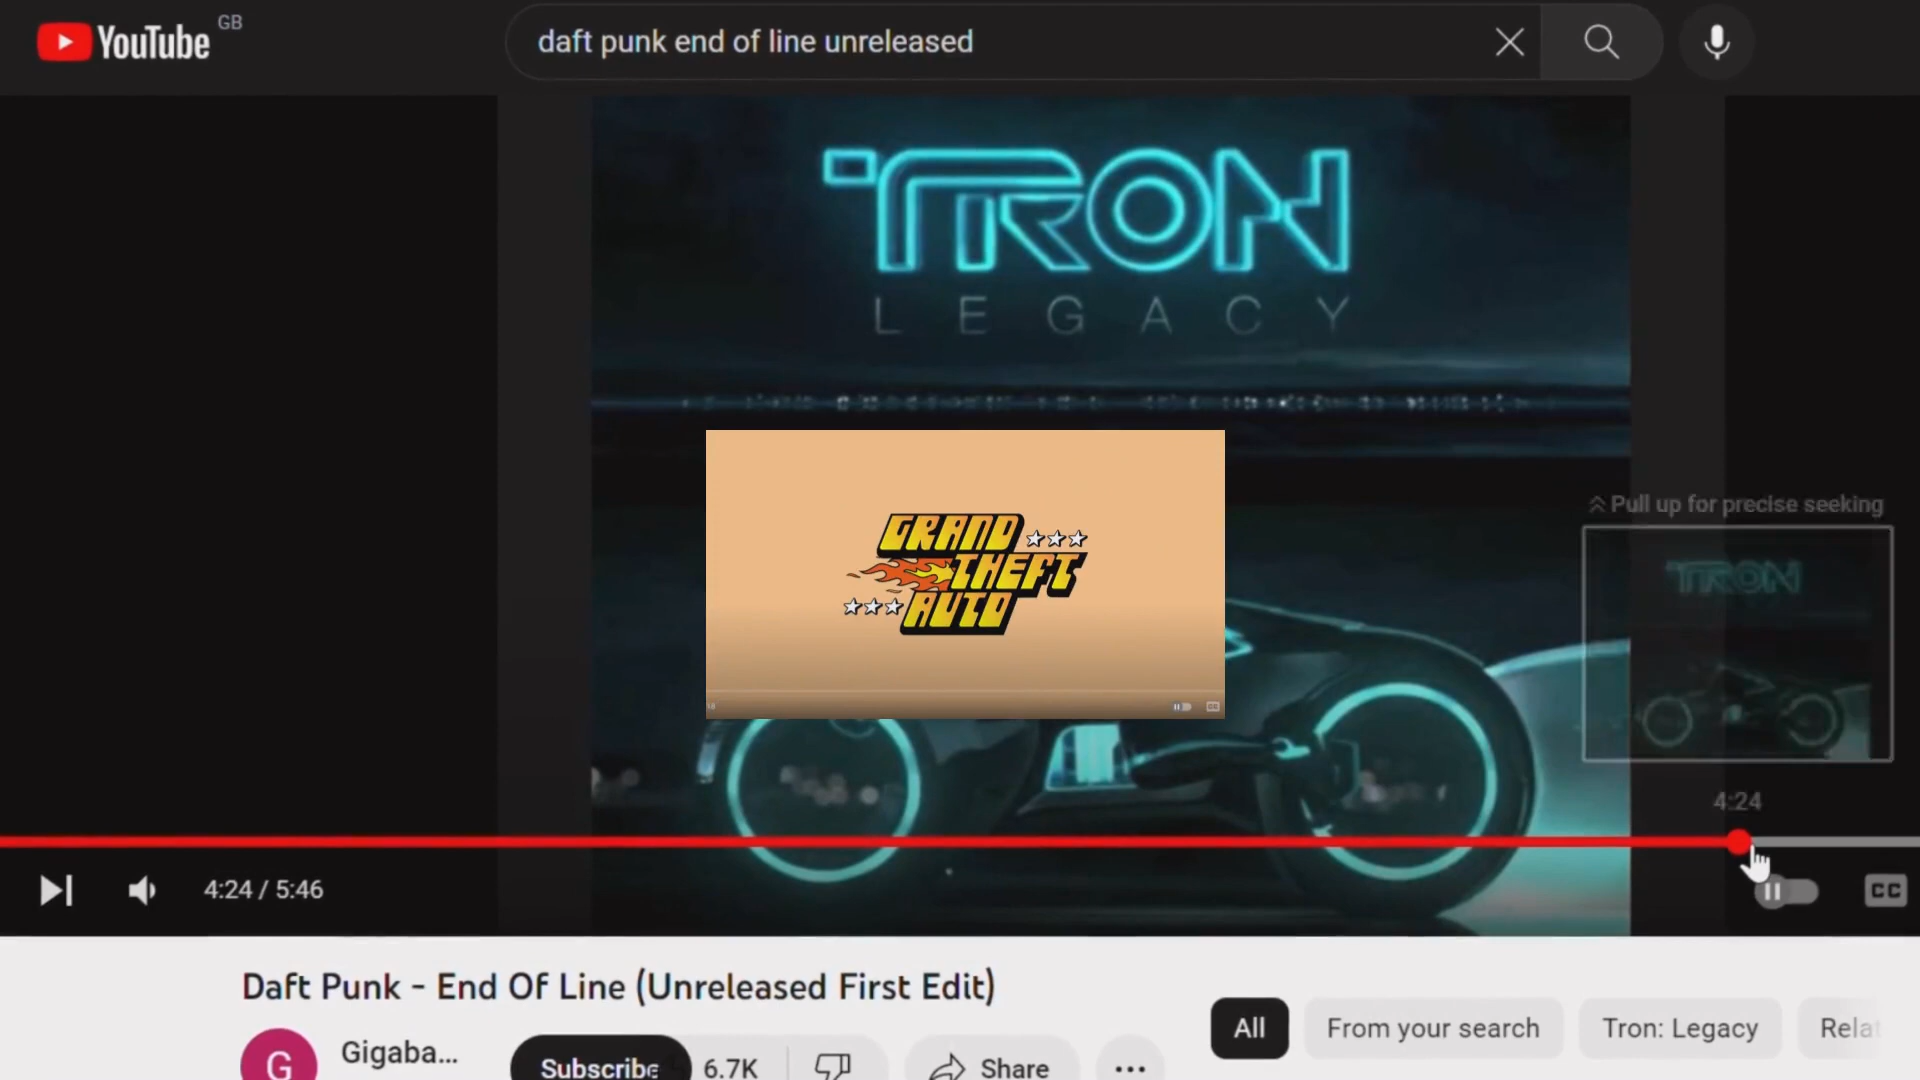 YouTube GB
daft punk end of line unreleased
TRON
LEGACY
GRAND
THEFT
AUTO
Pull up for precise seeking
TRON
4:24
4:24 / 5:46
CC
Daft Punk - End Of Line (Unreleased First Edit)
G
Gigaba...
Subscribe
6.7K
Share
All
From your search
Tron: Legacy
Rela